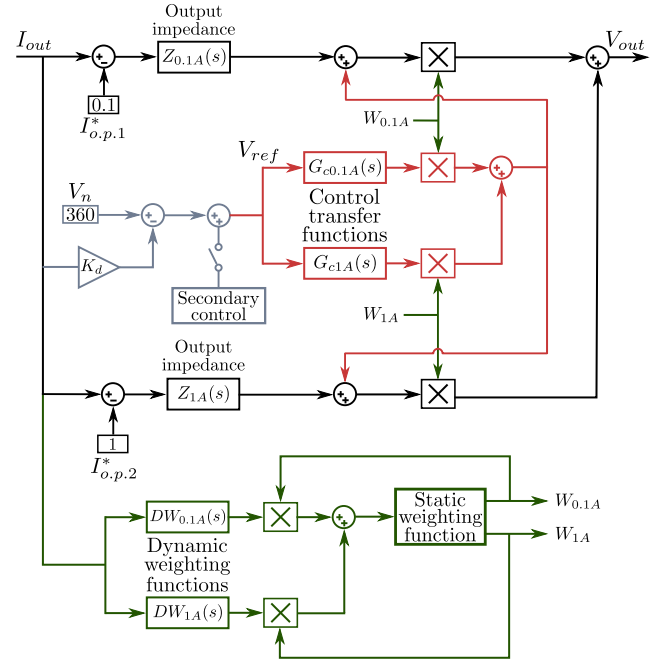 Output
impedance
I_out
Z_0.1A(s)
V_out
0.1
I*_o.p.1
W_0.1A
V_ref
G_c0.1A(s)
V_n
360
Control
transfer
functions
K_d
G_c1A(s)
Secondary
control
W_1A
Output
impedance
Z_1A(s)
1
I*_o.p.2
Static
weighting
function
W_0.1A
W_1A
DW_0.1A(s)
Dynamic
weighting
functions
DW_1A(s)